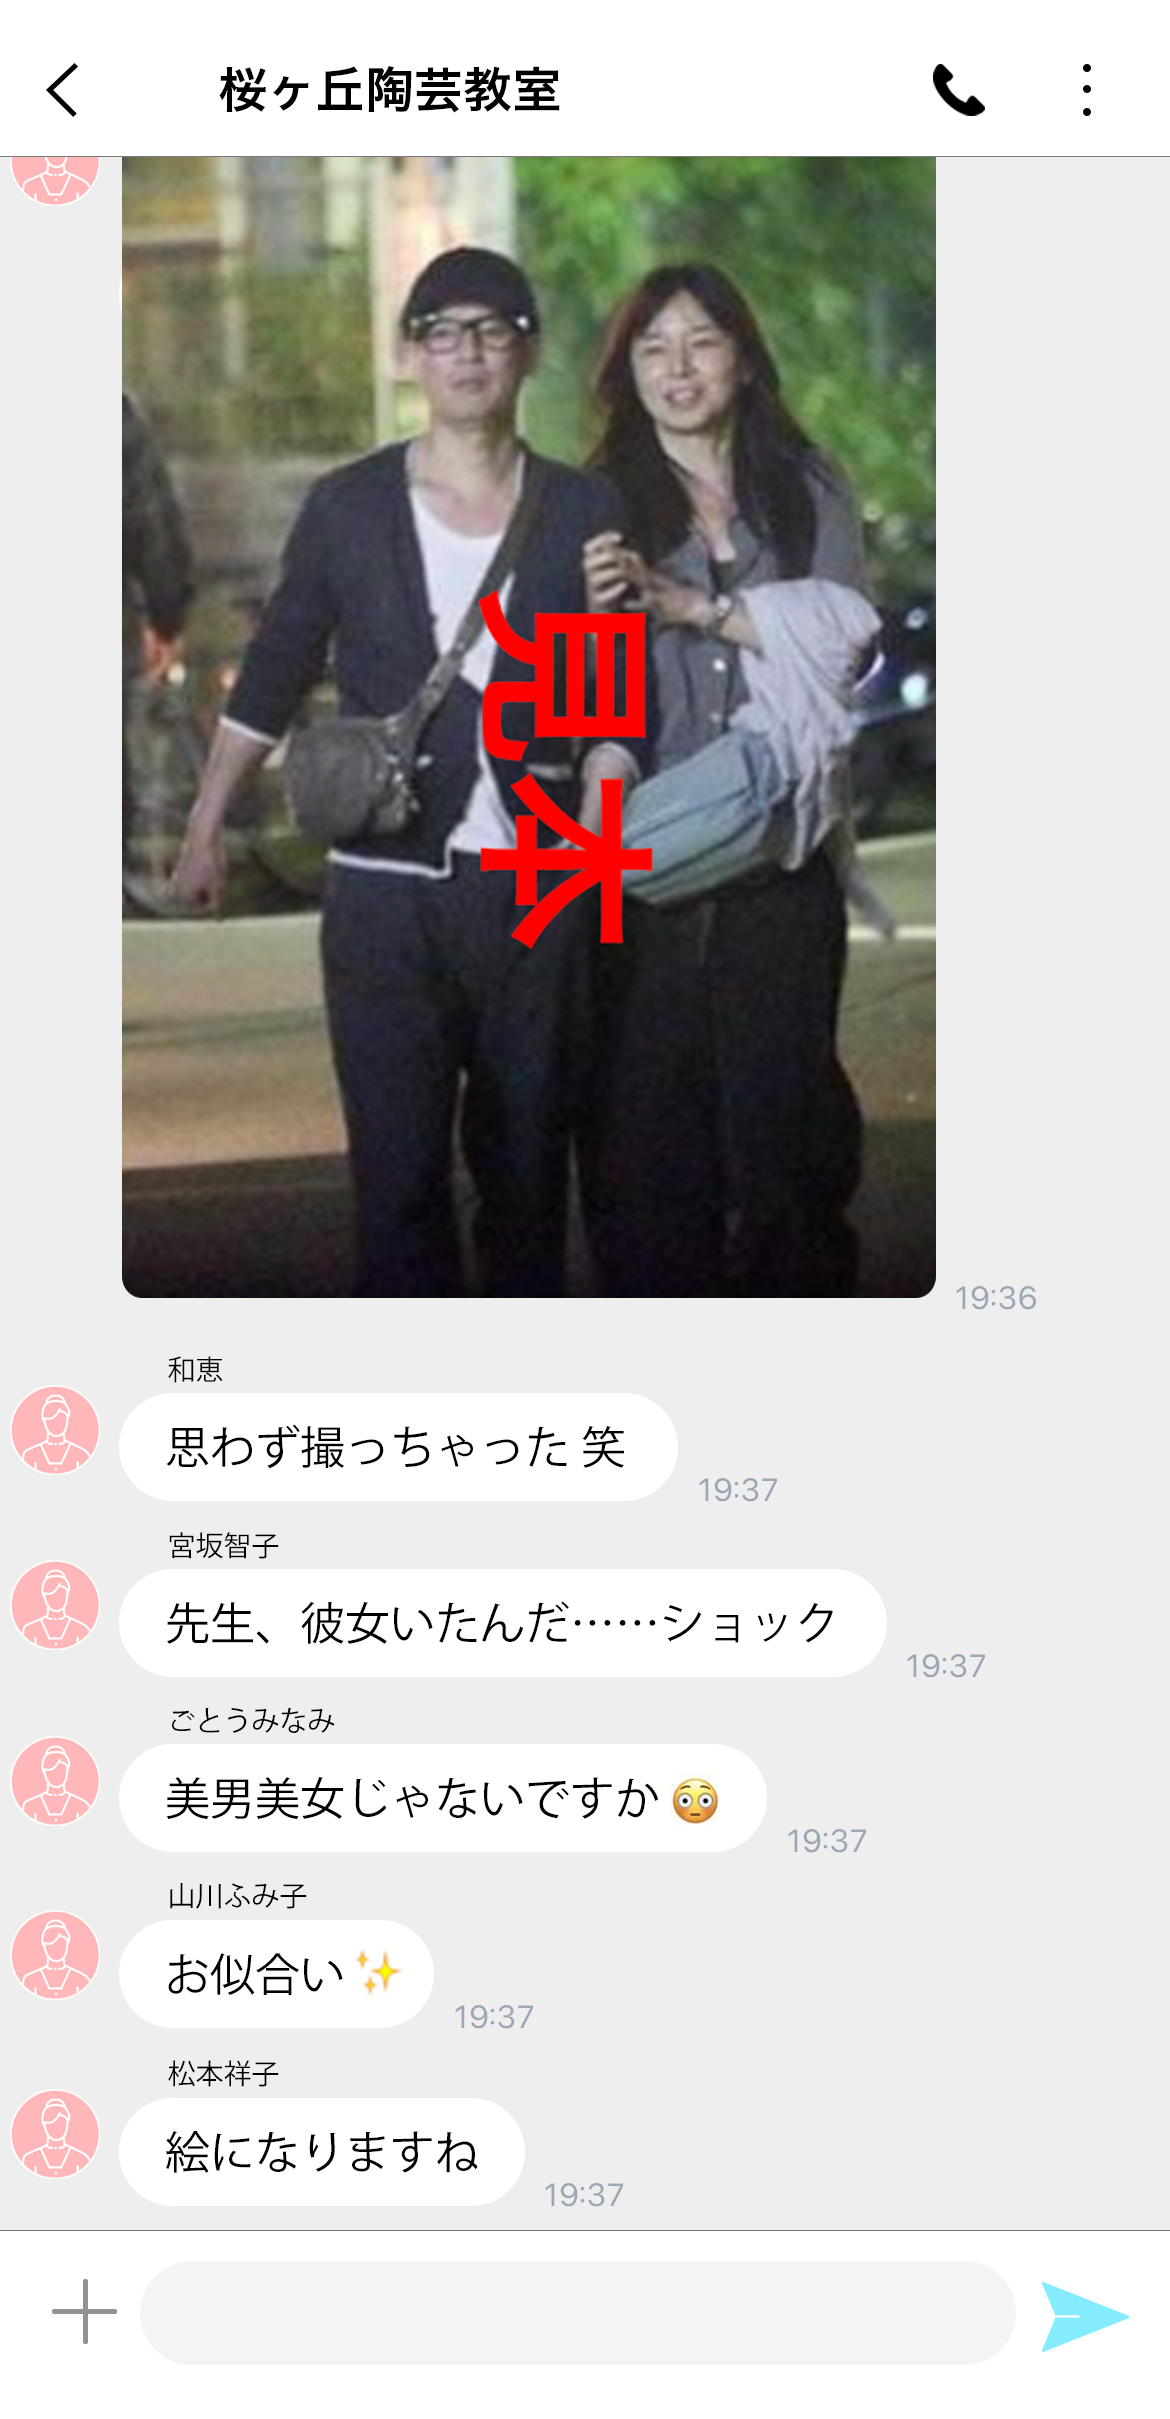 桜ヶ丘陶芸教室
見本
19:36
和恵
思わず撮っちゃった 笑
19:37
宮坂智子
先生、彼女いたんだ……ショック
19:37
ごとうみなみ
美男美女じゃないですか😳
19:37
山川ふみ子
お似合い✨
19:37
松本祥子
絵になりますね
19:37